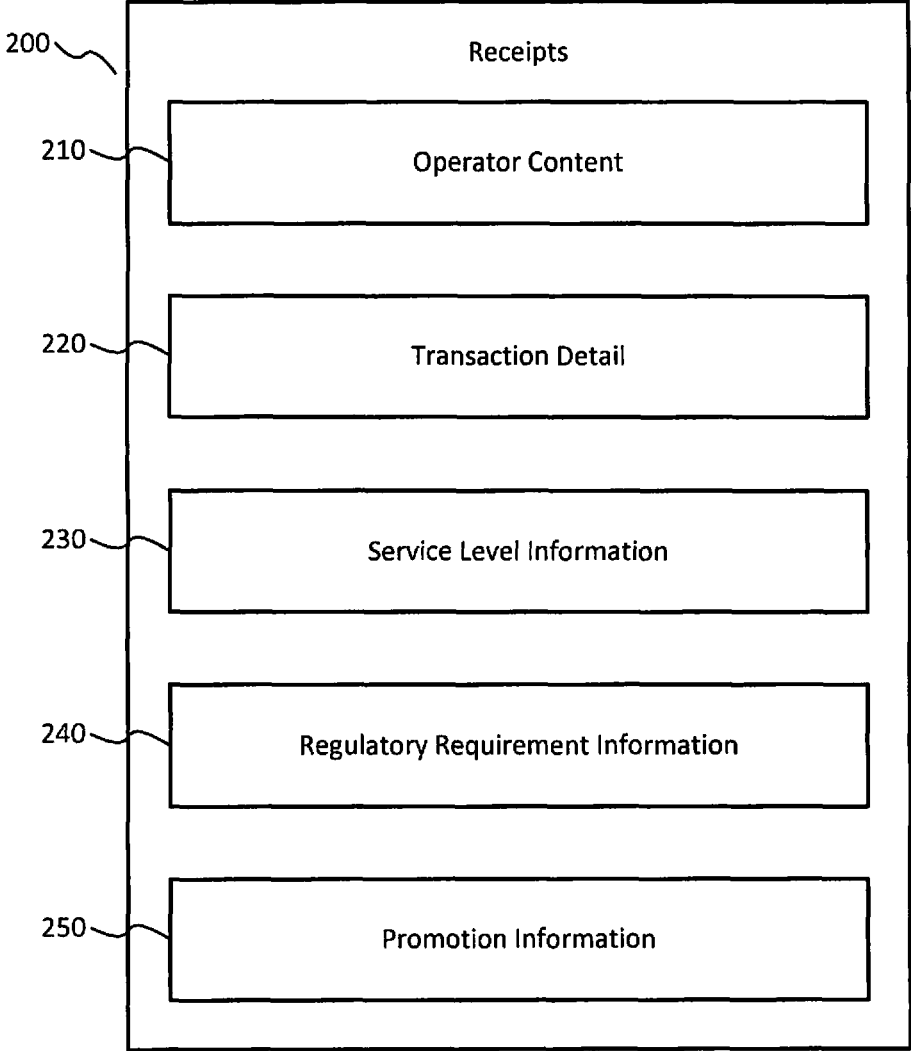 200
Receipts
210
Operator Content
220
Transaction Detail
230
Service Level Information
240
Regulatory Requirement Information
250
Promotion Information